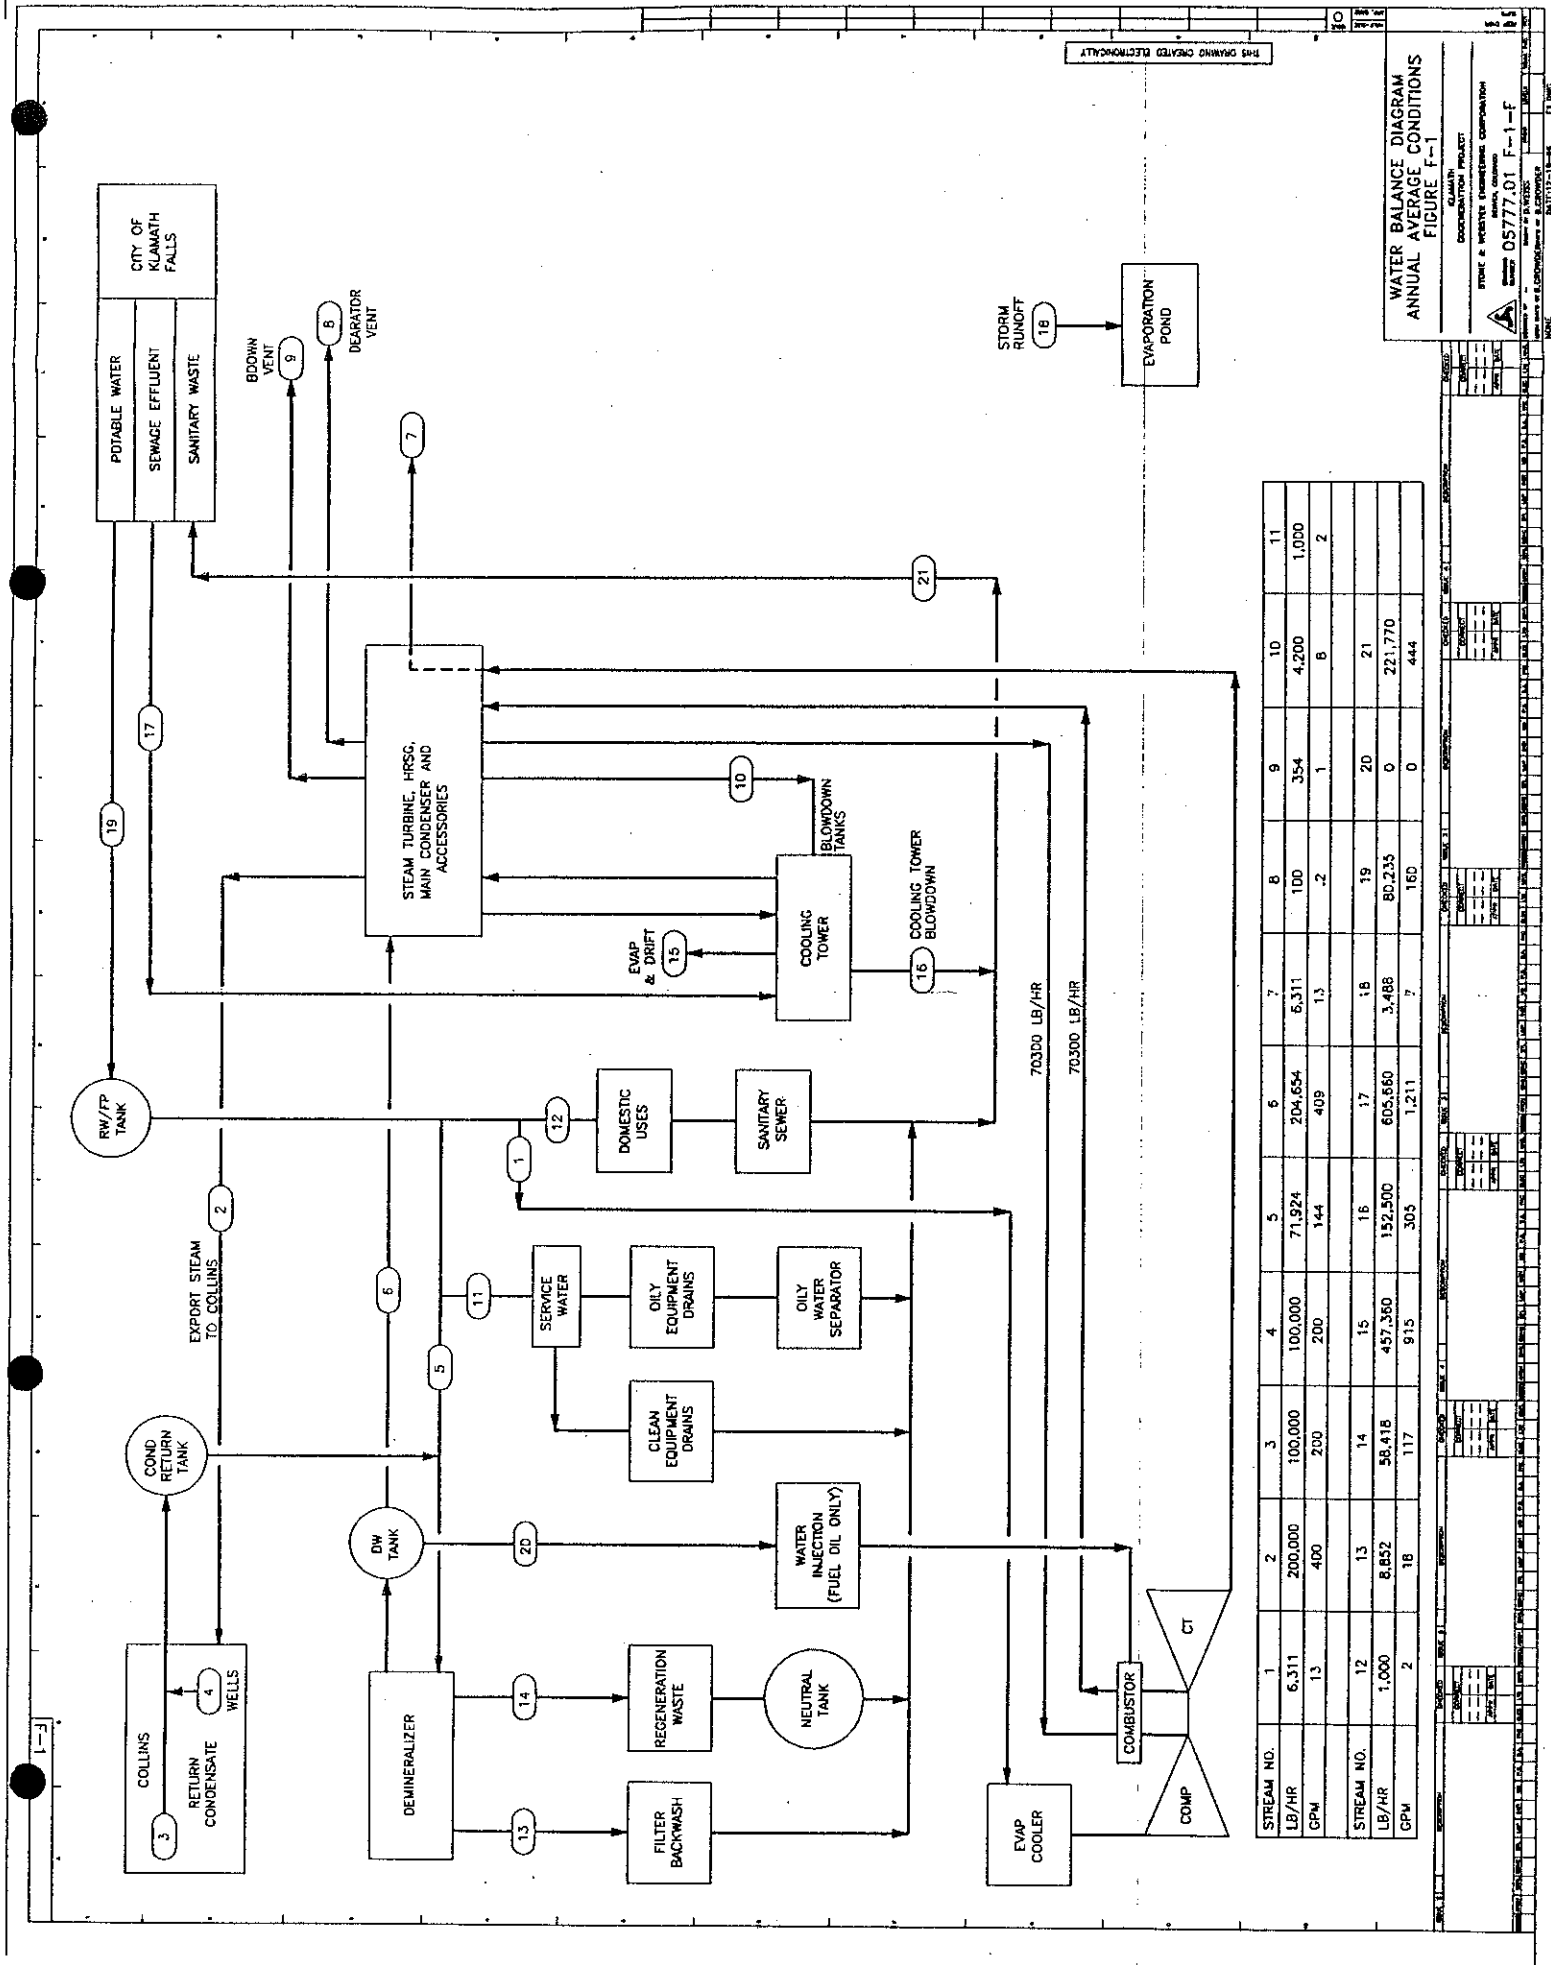 F-1
COLLINS
3
RETURN
CONDENSATE
4
WELLS
COND
RETURN
TANK
EXPORT STEAM
TO COLLINS
2
RW/FP
TANK
19
17
POTABLE WATER
SEWAGE EFFLUENT
SANITARY WASTE
CITY OF
KLAMATH
FALLS
BDOWN
VENT
9
8
DEARATOR
VENT
7
DEMINERALIZER
DW
TANK
6
5
STEAM TURBINE, HRSG,
MAIN CONDENSER AND
ACCESSORIES
13
14
20
11
1
12
10
FILTER
BACKWASH
REGENERATION
WASTE
NEUTRAL
TANK
WATER
INJECTION
(FUEL OIL ONLY)
SERVICE
WATER
CLEAN
EQUIPMENT
DRAINS
OILY
EQUIPMENT
DRAINS
OILY
WATER
SEPARATOR
DOMESTIC
USES
SANITARY
SEWER
EVAP
& DRIFT
15
COOLING
TOWER
BLOWDOWN
TANKS
16
COOLING TOWER
BLOWDOWN
21
STORM
RUNOFF
18
EVAPORATION
POND
EVAP
COOLER
70300 LB/HR
70300 LB/HR
COMBUSTOR
COMP
CT
THIS DRAWING CREATED ELECTRONICALLY
STREAM NO. 1 2 3 4 5 6 7 8 9 10 11
LB/HR 6,311 200,000 100,000 100,000 71,924 204,654 6,311 100 354 4,200 1,000
GPM 13 400 200 200 144 409 13 .2 1 8 2
STREAM NO. 12 13 14 15 16 17 18 19 20 21
LB/HR 1,000 8,852 58,418 457,360 152,500 605,660 3,488 80,235 0 221,770
GPM 2 18 117 915 305 1,211 7 160 0 444
WATER BALANCE DIAGRAM
ANNUAL AVERAGE CONDITIONS
FIGURE F-1
KLAMATH
COGENERATION PROJECT
STONE & WEBSTER ENGINEERING CORPORATION
DENVER, COLORADO
05777.01 F-1-F